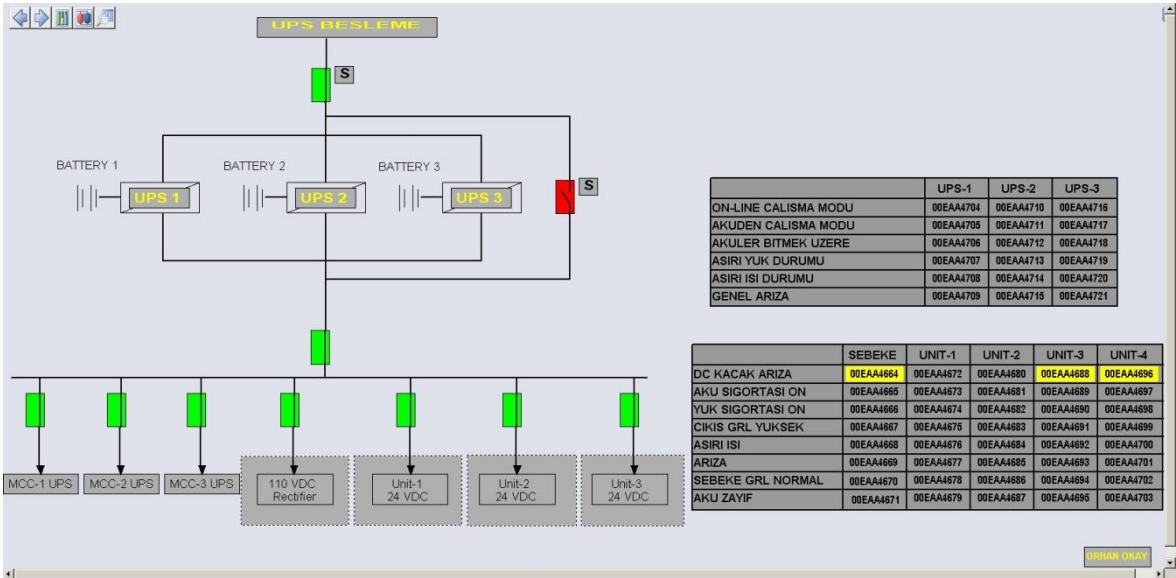 UPS BESLEME
S
BATTERY 1
BATTERY 2
BATTERY 3
UPS 1
UPS 2
UPS 3
S
UPS-1 UPS-2 UPS-3
ON-LINE CALISMA MODU 00EAA4704 00EAA4710 00EAA4716
AKUDEN CALISMA MODU 00EAA4705 00EAA4711 00EAA4717
AKULER BITMEK UZERE 00EAA4706 00EAA4712 00EAA4718
ASIRI YUK DURUMU 00EAA4707 00EAA4713 00EAA4719
ASIRI ISI DURUMU 00EAA4708 00EAA4714 00EAA4720
GENEL ARIZA 00EAA4709 00EAA4715 00EAA4721
SEBEKE UNIT-1 UNIT-2 UNIT-3 UNIT-4
DC KACAK ARIZA 00EAA4664 00EAA4672 00EAA4680 00EAA4688 00EAA4696
AKU SIGORTASI ON 00EAA4665 00EAA4673 00EAA4681 00EAA4689 00EAA4697
YUK SIGORTASI ON 00EAA4666 00EAA4674 00EAA4682 00EAA4690 00EAA4698
CIKIS GRL YUKSEK 00EAA4667 00EAA4675 00EAA4683 00EAA4691 00EAA4699
ASIRI ISI 00EAA4668 00EAA4676 00EAA4684 00EAA4692 00EAA4700
ARIZA 00EAA4669 00EAA4677 00EAA4685 00EAA4693 00EAA4701
SEBEKE GRL NORMAL 00EAA4670 00EAA4678 00EAA4686 00EAA4694 00EAA4702
AKU ZAYIF 00EAA4671 00EAA4679 00EAA4687 00EAA4695 00EAA4703
MCC-1 UPS
MCC-2 UPS
MCC-3 UPS
110 VDC
Rectifier
Unit-1
24 VDC
Unit-2
24 VDC
Unit-3
24 VDC
ORHAN OKAY